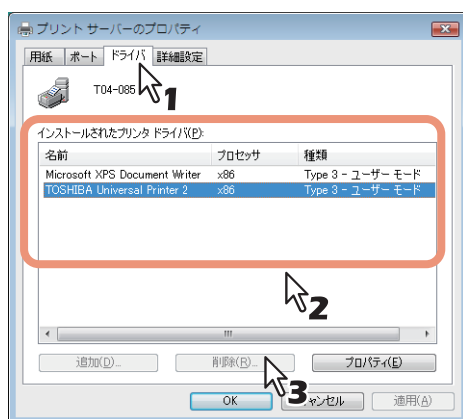 プリント サーバーのプロパティ
用紙 ポート ドライバ 詳細設定
T04-085
1
インストールされたプリンタ ドライバ(P):
名前 プロセッサ 種類
Microsoft XPS Document Writer x86 Type 3 - ユーザー モード
TOSHIBA Universal Printer 2 x86 Type 3 - ユーザー モード
2
追加(D)... 削除(R)... プロパティ(E)
3
OK キャンセル 適用(A)